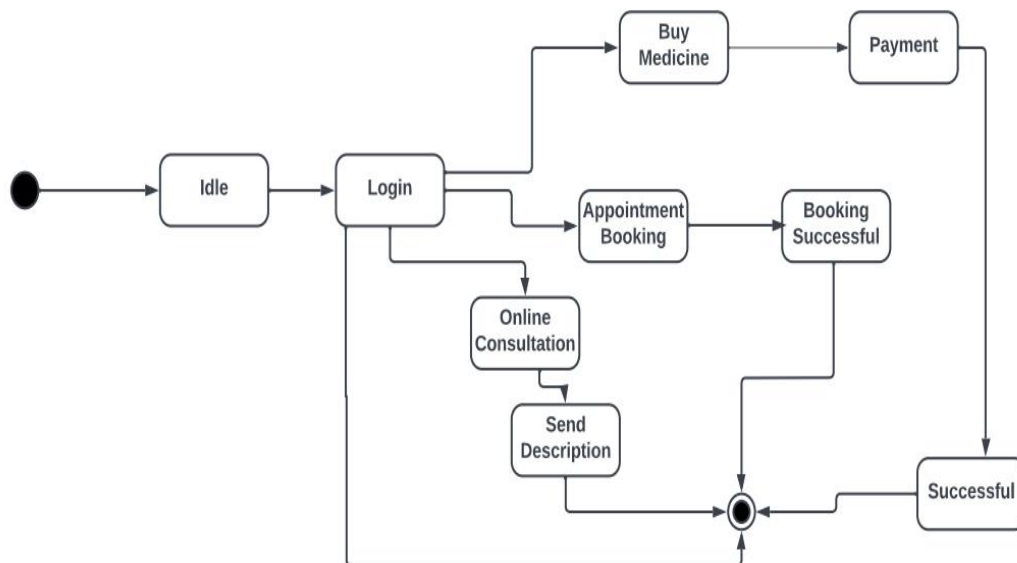 Buy
Medicine
Payment
Idle
Login
Appointment
Booking
Booking
Successful
Online
Consultation
Send
Description
Successful